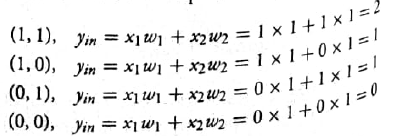 (1, 1), y_in = x₁w₁ + x₂w₂ = 1 × 1 + 1 × 1 = 2
(1, 0), y_in = x₁w₁ + x₂w₂ = 1 × 1 + 0 × 1 = 1
(0, 1), y_in = x₁w₁ + x₂w₂ = 0 × 1 + 1 × 1 = 1
(0, 0), y_in = x₁w₁ + x₂w₂ = 0 × 1 + 0 × 1 = 0